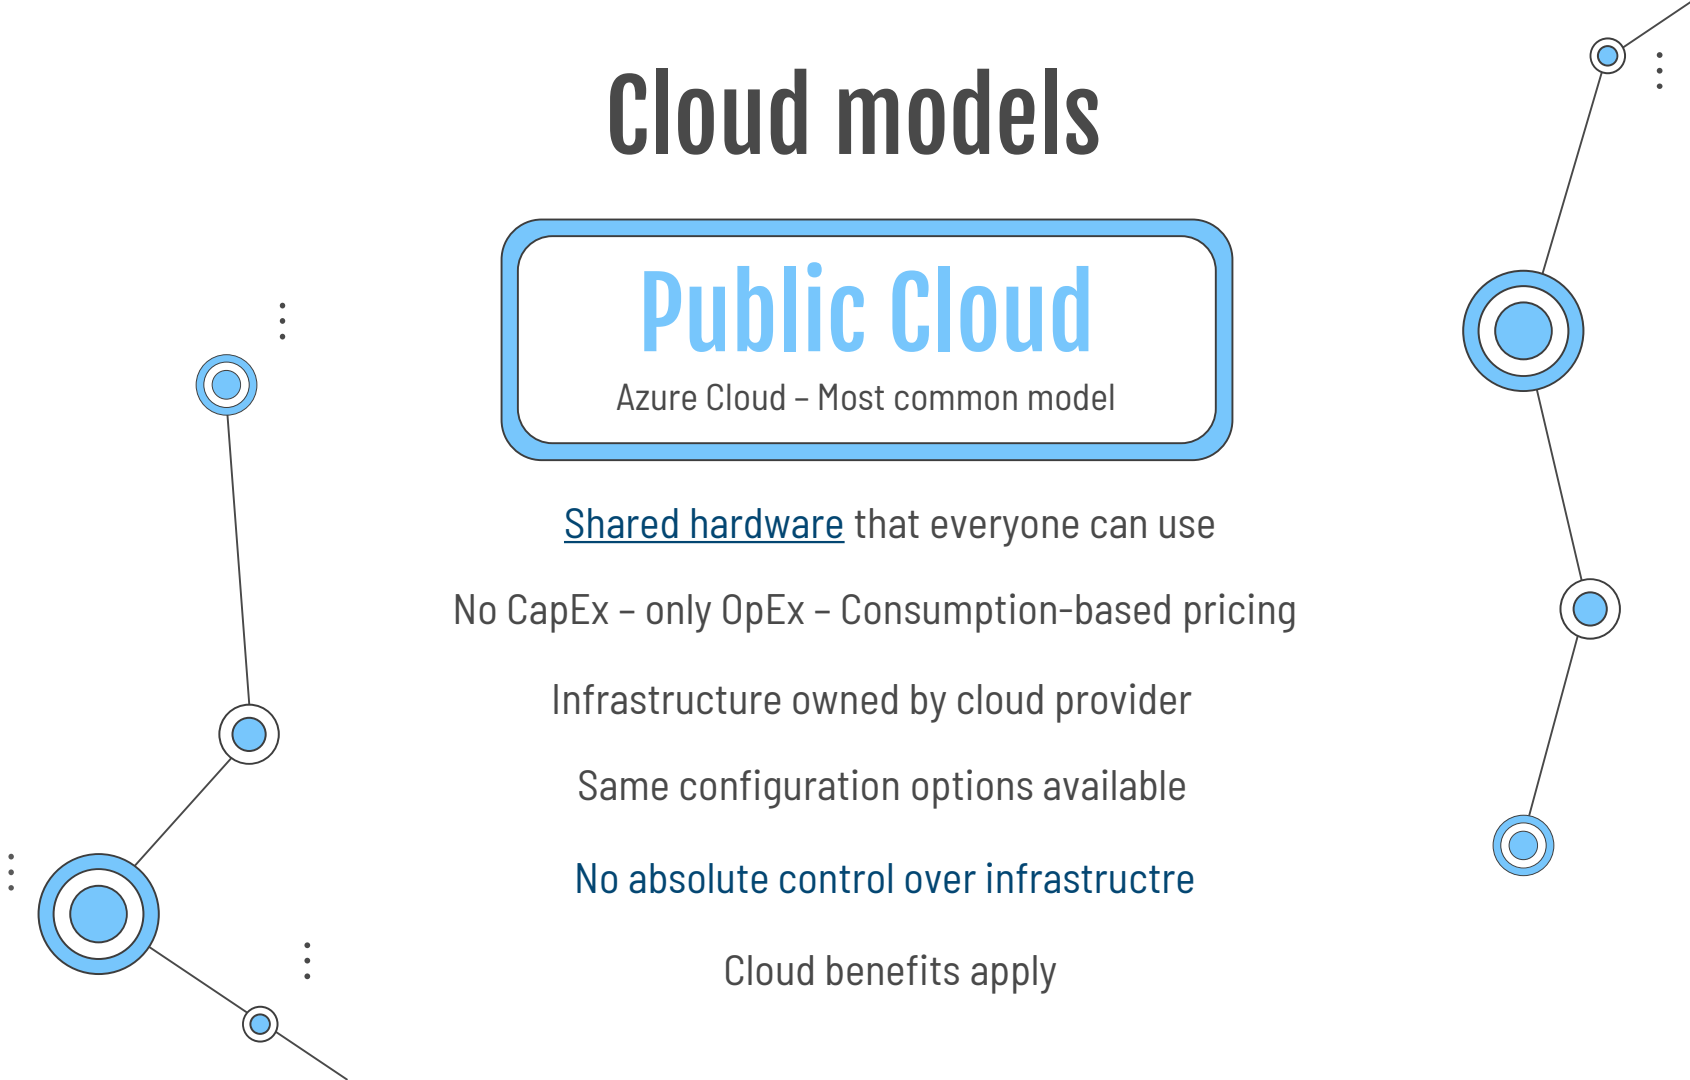 Cloud models
Public Cloud
Azure Cloud – Most common model
Shared hardware that everyone can use
No CapEx – only OpEx – Consumption-based pricing
Infrastructure owned by cloud provider
Same configuration options available
No absolute control over infrastructre
Cloud benefits apply